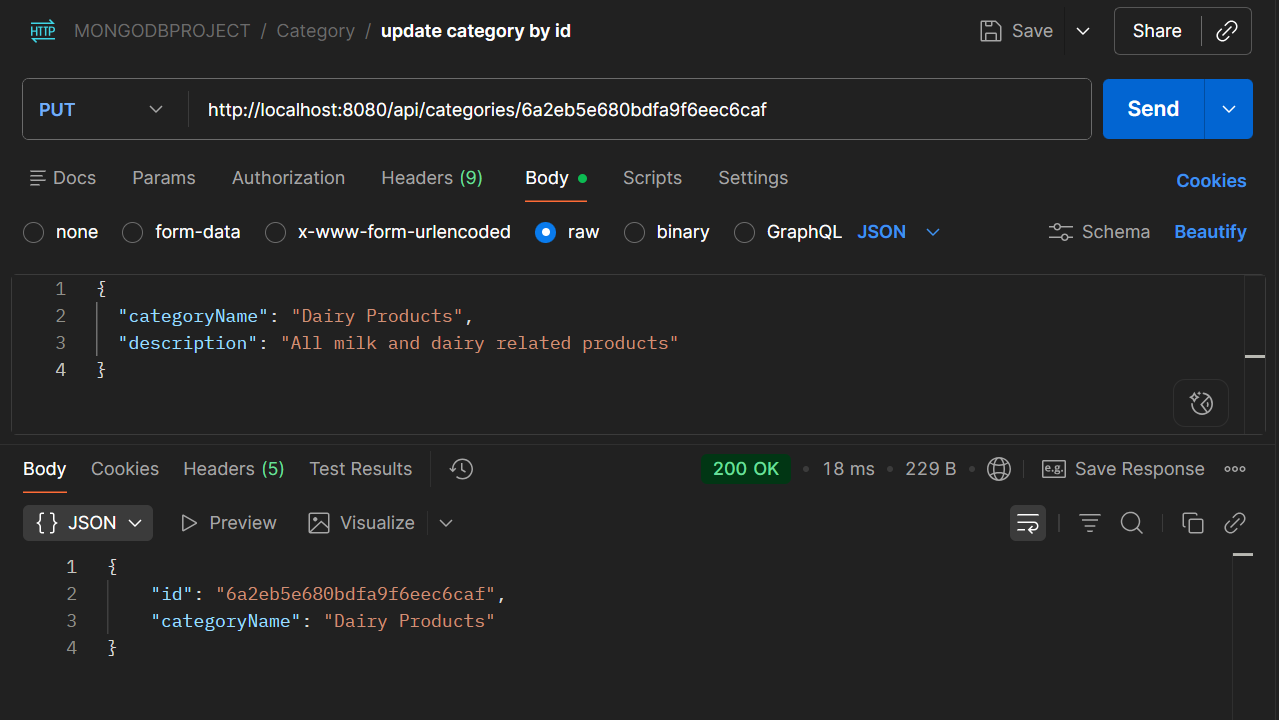 HTTP MONGODBPROJECT / Category / update category by id Save Share
PUT http://localhost:8080/api/categories/6a2eb5e680bdfa9f6eec6caf Send
Docs Params Authorization Headers (9) Body Scripts Settings Cookies
none form-data x-www-form-urlencoded raw binary GraphQL JSON Schema Beautify
1 {
2 "categoryName": "Dairy Products",
3 "description": "All milk and dairy related products"
4 }
Body Cookies Headers (5) Test Results 200 OK • 18 ms • 229 B • e.g. Save Response
{} JSON Preview Visualize
1 {
2 "id": "6a2eb5e680bdfa9f6eec6caf",
3 "categoryName": "Dairy Products"
4 }